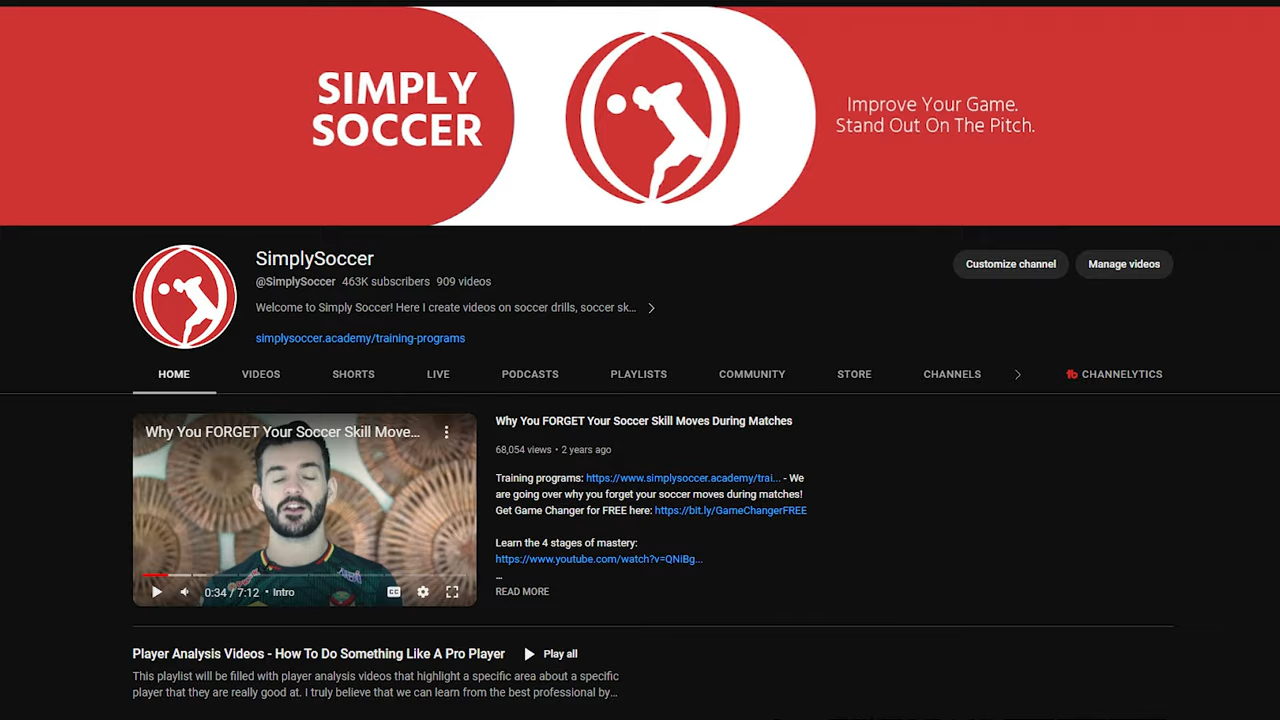 SIMPLY
SOCCER
Improve Your Game.
Stand Out On The Pitch.
SimplySoccer
@SimplySoccer 463K subscribers 909 videos
Welcome to Simply Soccer! Here I create videos on soccer drills, soccer sk...
simplysoccer.academy/training-programs
Customize channel
Manage videos
HOME VIDEOS SHORTS LIVE PODCASTS PLAYLISTS COMMUNITY STORE CHANNELS CHANNELYTICS
Why You FORGET Your Soccer Skill Move...
0:34 / 7:12 • Intro
CC
Why You FORGET Your Soccer Skill Moves During Matches
68,054 views • 2 years ago
Training programs: https://www.simplysoccer.academy/trai... - We
are going over why you forget your soccer moves during matches!
Get Game Changer for FREE here: https://bit.ly/GameChangerFREE
Learn the 4 stages of mastery:
https://www.youtube.com/watch?v=QNiBg...
...
READ MORE
Player Analysis Videos - How To Do Something Like A Pro Player
Play all
This playlist will be filled with player analysis videos that highlight a specific area about a specific
player that they are really good at. I truly believe that we can learn from the best professional by...